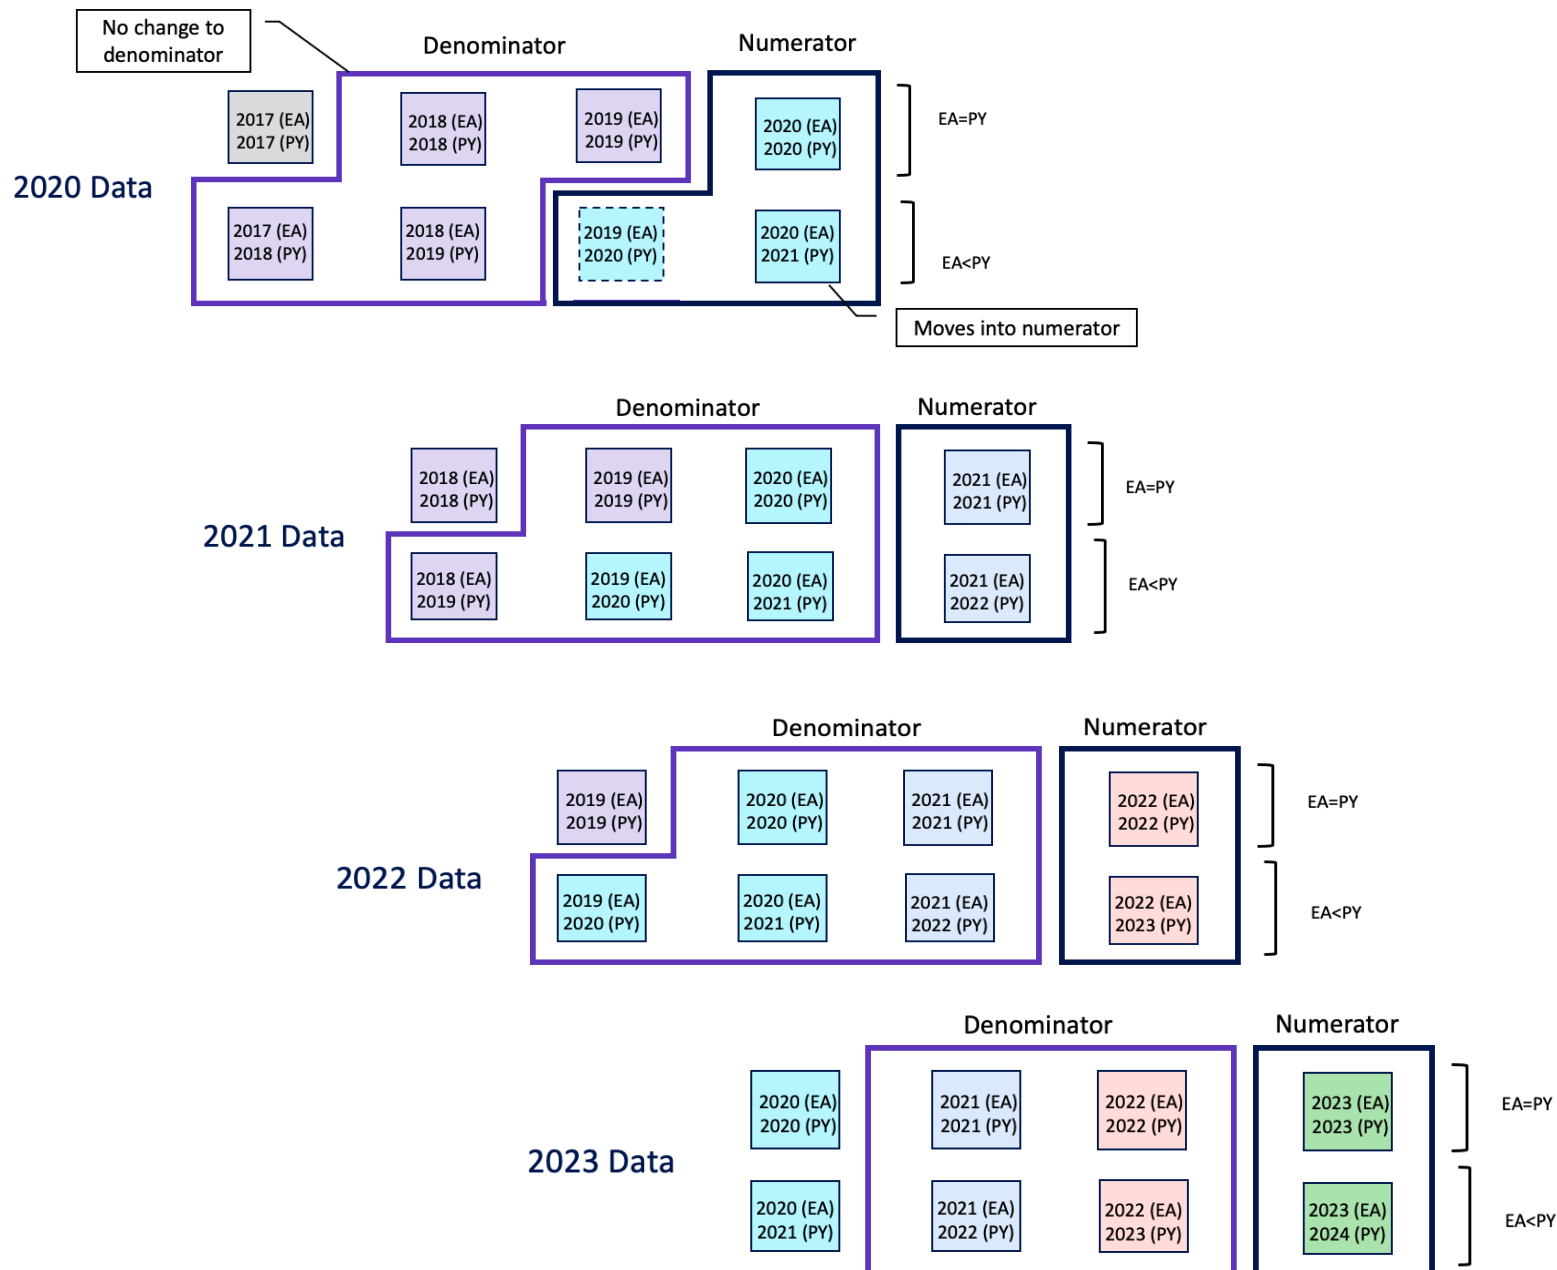 No change to
denominator
Denominator
Numerator
2017 (EA)
2017 (PY)
2018 (EA)
2018 (PY)
2019 (EA)
2019 (PY)
2020 (EA)
2020 (PY)
EA=PY
2020 Data
2017 (EA)
2018 (PY)
2018 (EA)
2019 (PY)
2019 (EA)
2020 (PY)
2020 (EA)
2021 (PY)
EA<PY
Moves into numerator
Denominator
Numerator
2018 (EA)
2018 (PY)
2019 (EA)
2019 (PY)
2020 (EA)
2020 (PY)
2021 (EA)
2021 (PY)
EA=PY
2021 Data
2018 (EA)
2019 (PY)
2019 (EA)
2020 (PY)
2020 (EA)
2021 (PY)
2021 (EA)
2022 (PY)
EA<PY
Denominator
Numerator
2019 (EA)
2019 (PY)
2020 (EA)
2020 (PY)
2021 (EA)
2021 (PY)
2022 (EA)
2022 (PY)
EA=PY
2022 Data
2019 (EA)
2020 (PY)
2020 (EA)
2021 (PY)
2021 (EA)
2022 (PY)
2022 (EA)
2023 (PY)
EA<PY
Denominator
Numerator
2020 (EA)
2020 (PY)
2021 (EA)
2021 (PY)
2022 (EA)
2022 (PY)
2023 (EA)
2023 (PY)
EA=PY
2023 Data
2020 (EA)
2021 (PY)
2021 (EA)
2022 (PY)
2022 (EA)
2023 (PY)
2023 (EA)
2024 (PY)
EA<PY